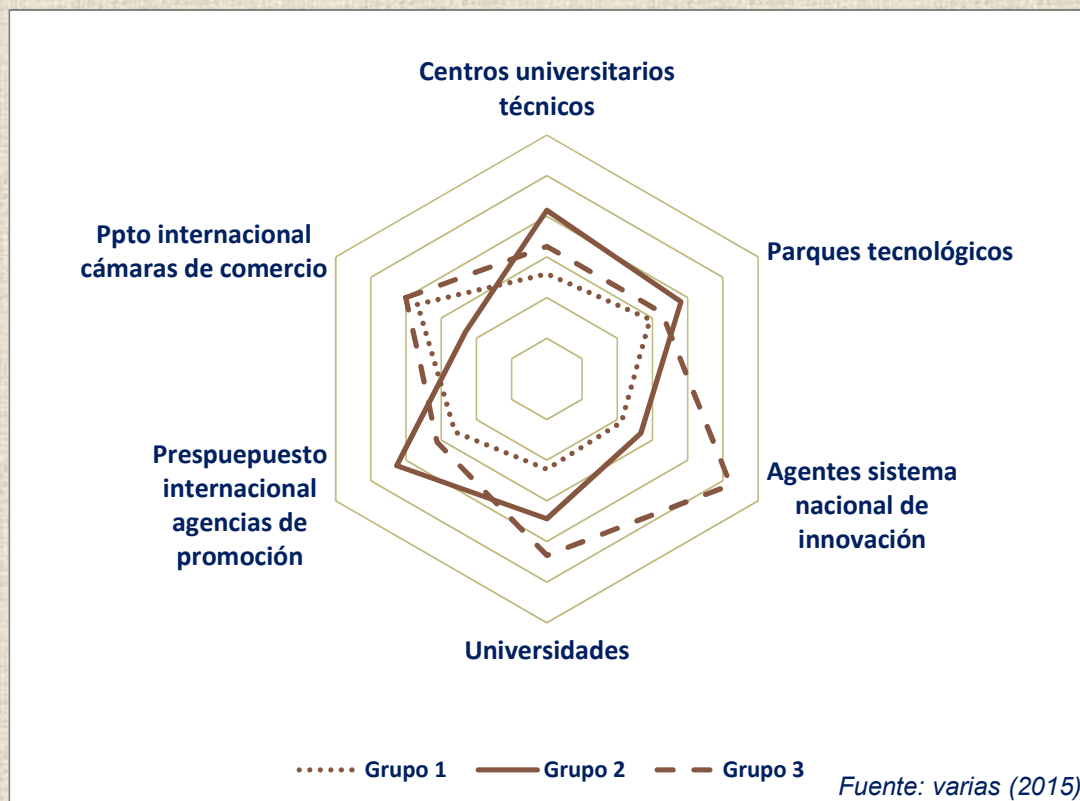 Centros universitarios
técnicos
Ppto internacional
cámaras de comercio
Parques tecnológicos
Prespuepuesto
internacional
agencias de
promoción
Agentes sistema
nacional de
innovación
Universidades
Grupo 1
Grupo 2
Grupo 3
Fuente: varias (2015)